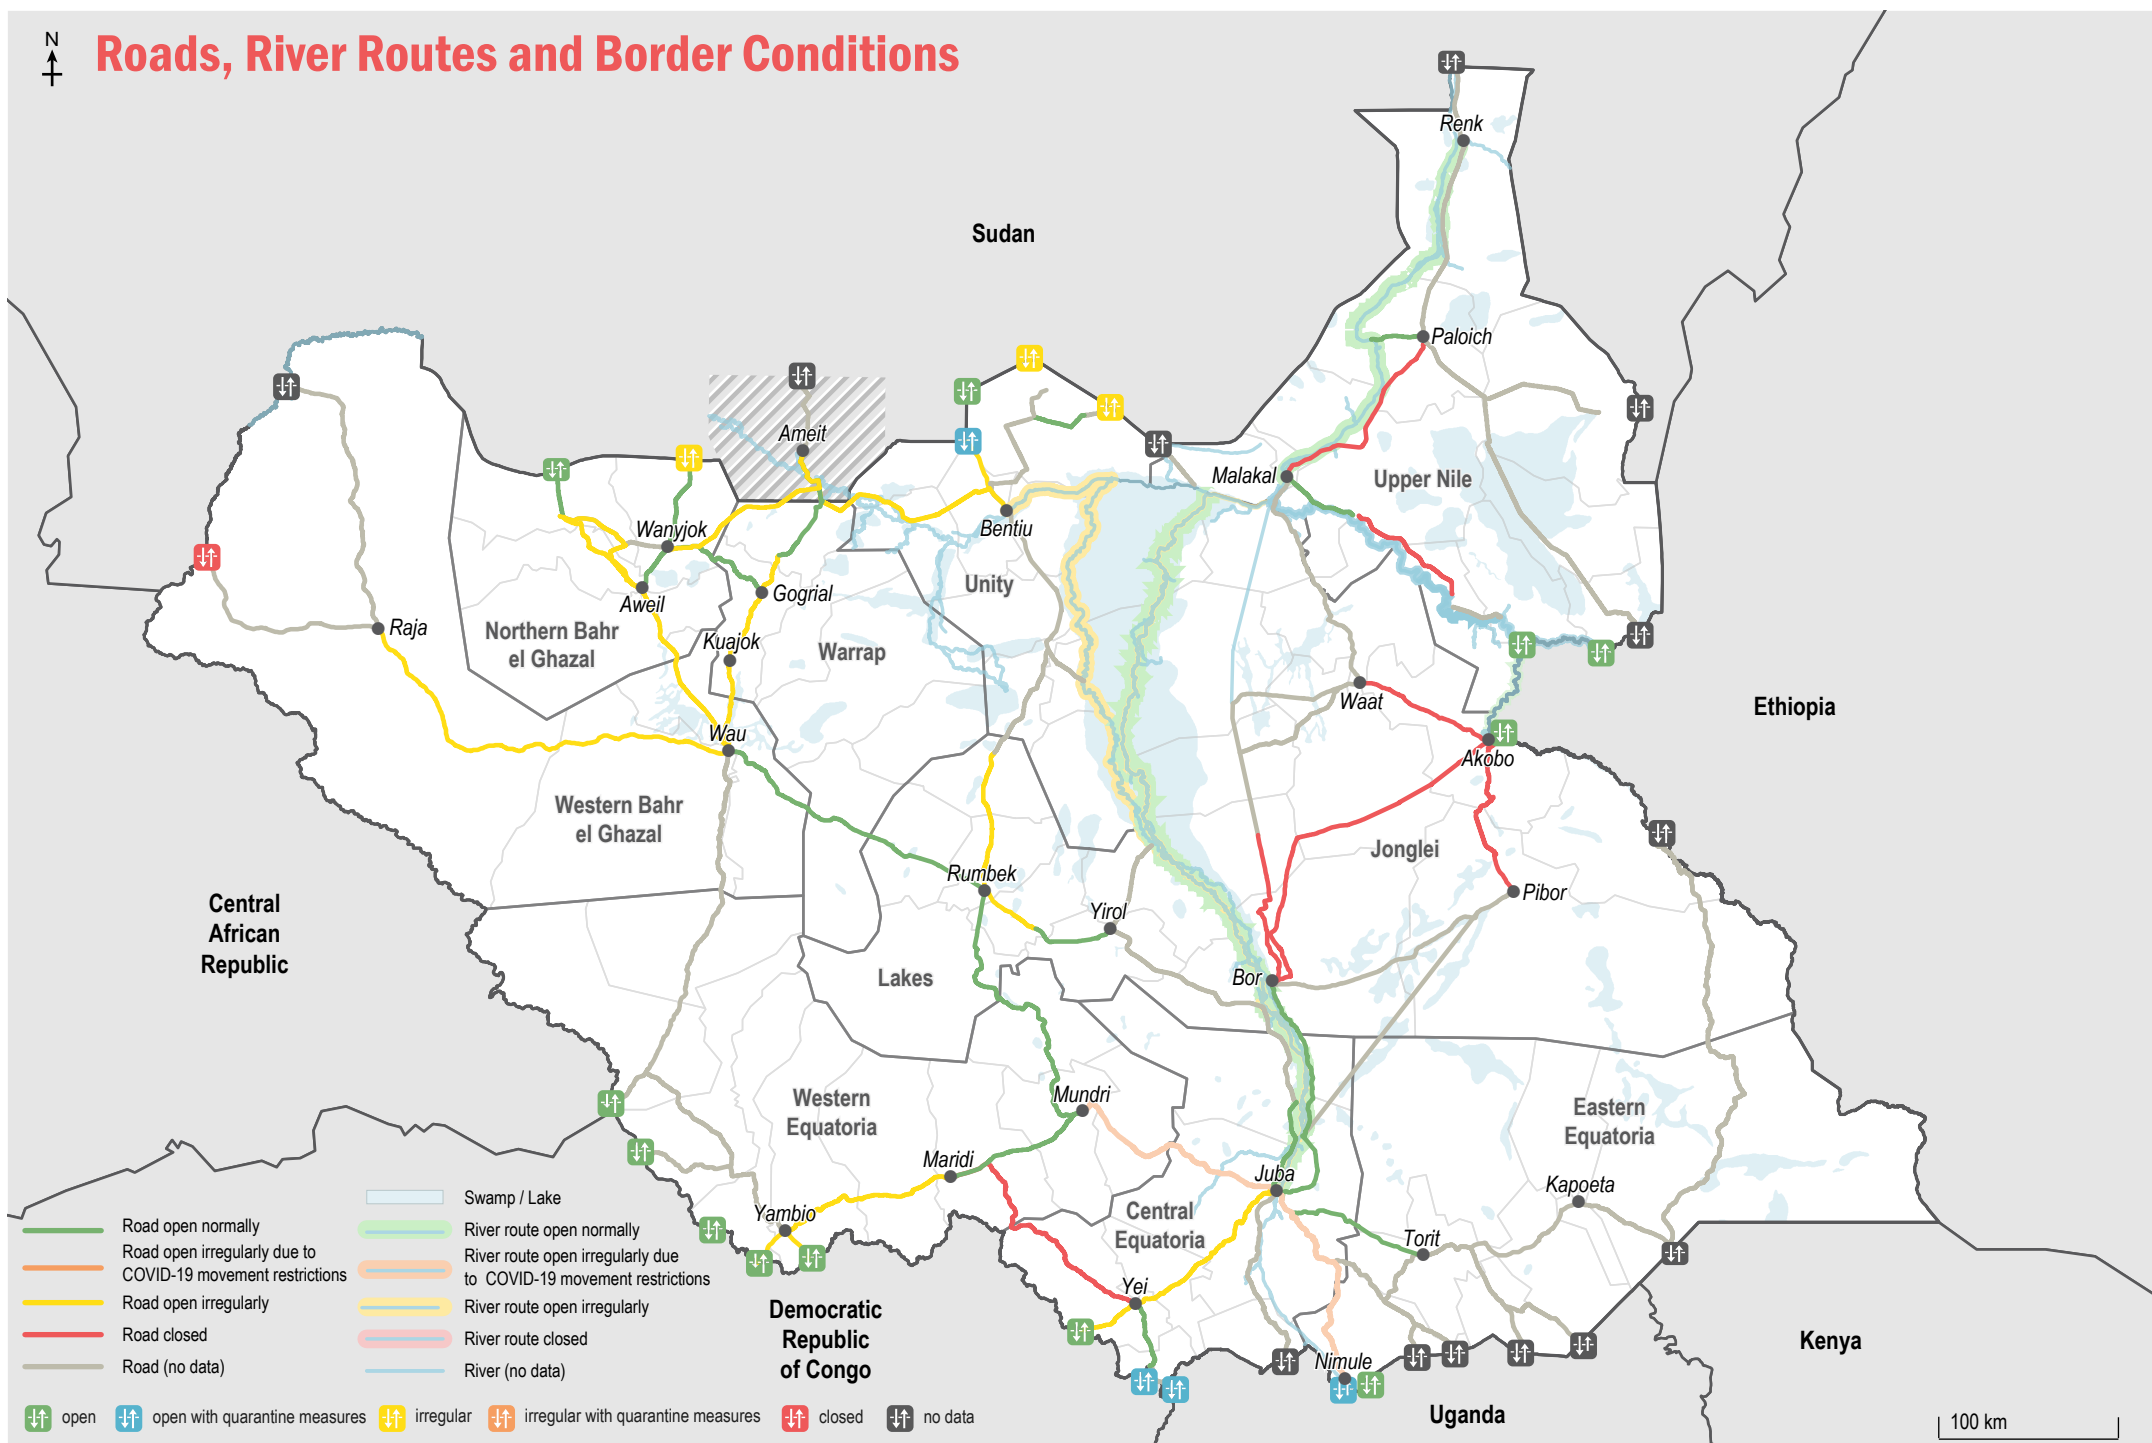 N
Roads, River Routes and Border Conditions
Renk
Sudan
Paloich
Ameit
Malakal
Upper Nile
Wanyjok
Bentiu
Unity
Aweil
Gogrial
Raja
Northern Bahr
el Ghazal
Kuajok
Warrap
Waat
Ethiopia
Wau
Akobo
Western Bahr
el Ghazal
Jonglei
Rumbek
Pibor
Yirol
Central
African
Republic
Lakes
Bor
Mundri
Western
Equatoria
Eastern
Equatoria
Maridi
Juba
Kapoeta
Yambio
Central
Equatoria
Torit
Yei
Democratic
Republic
of Congo
Nimule
Kenya
Uganda
Road open normally
Road open irregularly due to
COVID-19 movement restrictions
Road open irregularly
Road closed
Road (no data)
Swamp / Lake
River route open normally
River route open irregularly due
to COVID-19 movement restrictions
River route open irregularly
River route closed
River (no data)
open
open with quarantine measures
irregular
irregular with quarantine measures
closed
no data
100 km